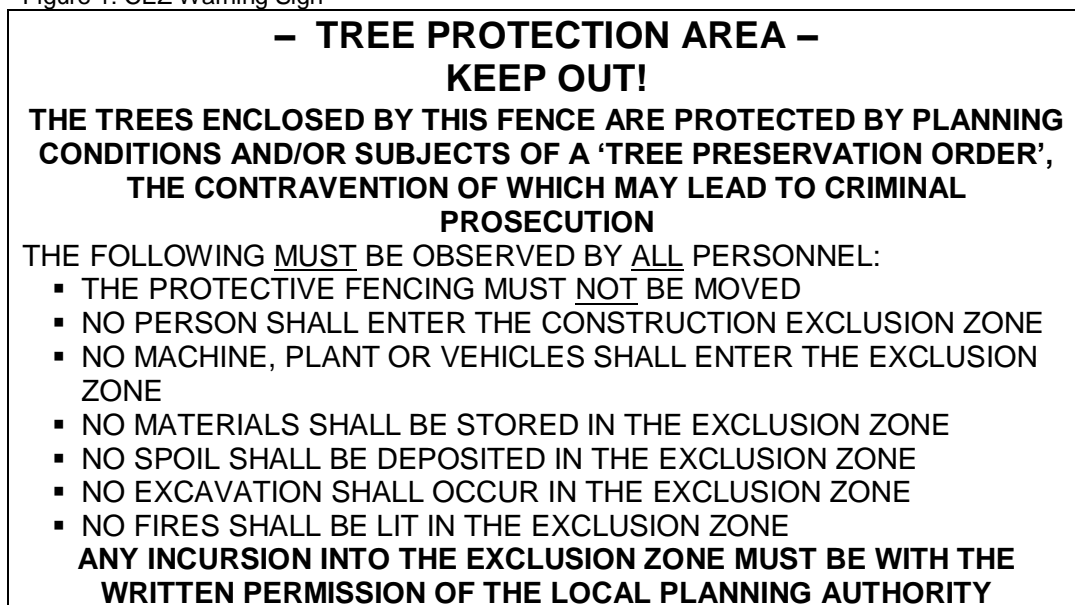 Figure 1: CEZ Warning Sign
– TREE PROTECTION AREA –
KEEP OUT!
THE TREES ENCLOSED BY THIS FENCE ARE PROTECTED BY PLANNING
CONDITIONS AND/OR SUBJECTS OF A ‘TREE PRESERVATION ORDER’,
THE CONTRAVENTION OF WHICH MAY LEAD TO CRIMINAL
PROSECUTION
THE FOLLOWING MUST BE OBSERVED BY ALL PERSONNEL:
▪ THE PROTECTIVE FENCING MUST NOT BE MOVED
▪ NO PERSON SHALL ENTER THE CONSTRUCTION EXCLUSION ZONE
▪ NO MACHINE, PLANT OR VEHICLES SHALL ENTER THE EXCLUSION
ZONE
▪ NO MATERIALS SHALL BE STORED IN THE EXCLUSION ZONE
▪ NO SPOIL SHALL BE DEPOSITED IN THE EXCLUSION ZONE
▪ NO EXCAVATION SHALL OCCUR IN THE EXCLUSION ZONE
▪ NO FIRES SHALL BE LIT IN THE EXCLUSION ZONE
ANY INCURSION INTO THE EXCLUSION ZONE MUST BE WITH THE
WRITTEN PERMISSION OF THE LOCAL PLANNING AUTHORITY